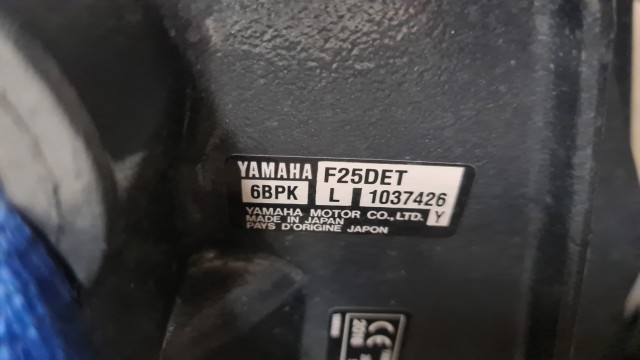 YAMAHA F25DET
6BPK L 1037426
YAMAHA MOTOR CO.,LTD. Y
MADE IN JAPAN
PAYS D'ORIGINE JAPON
CE